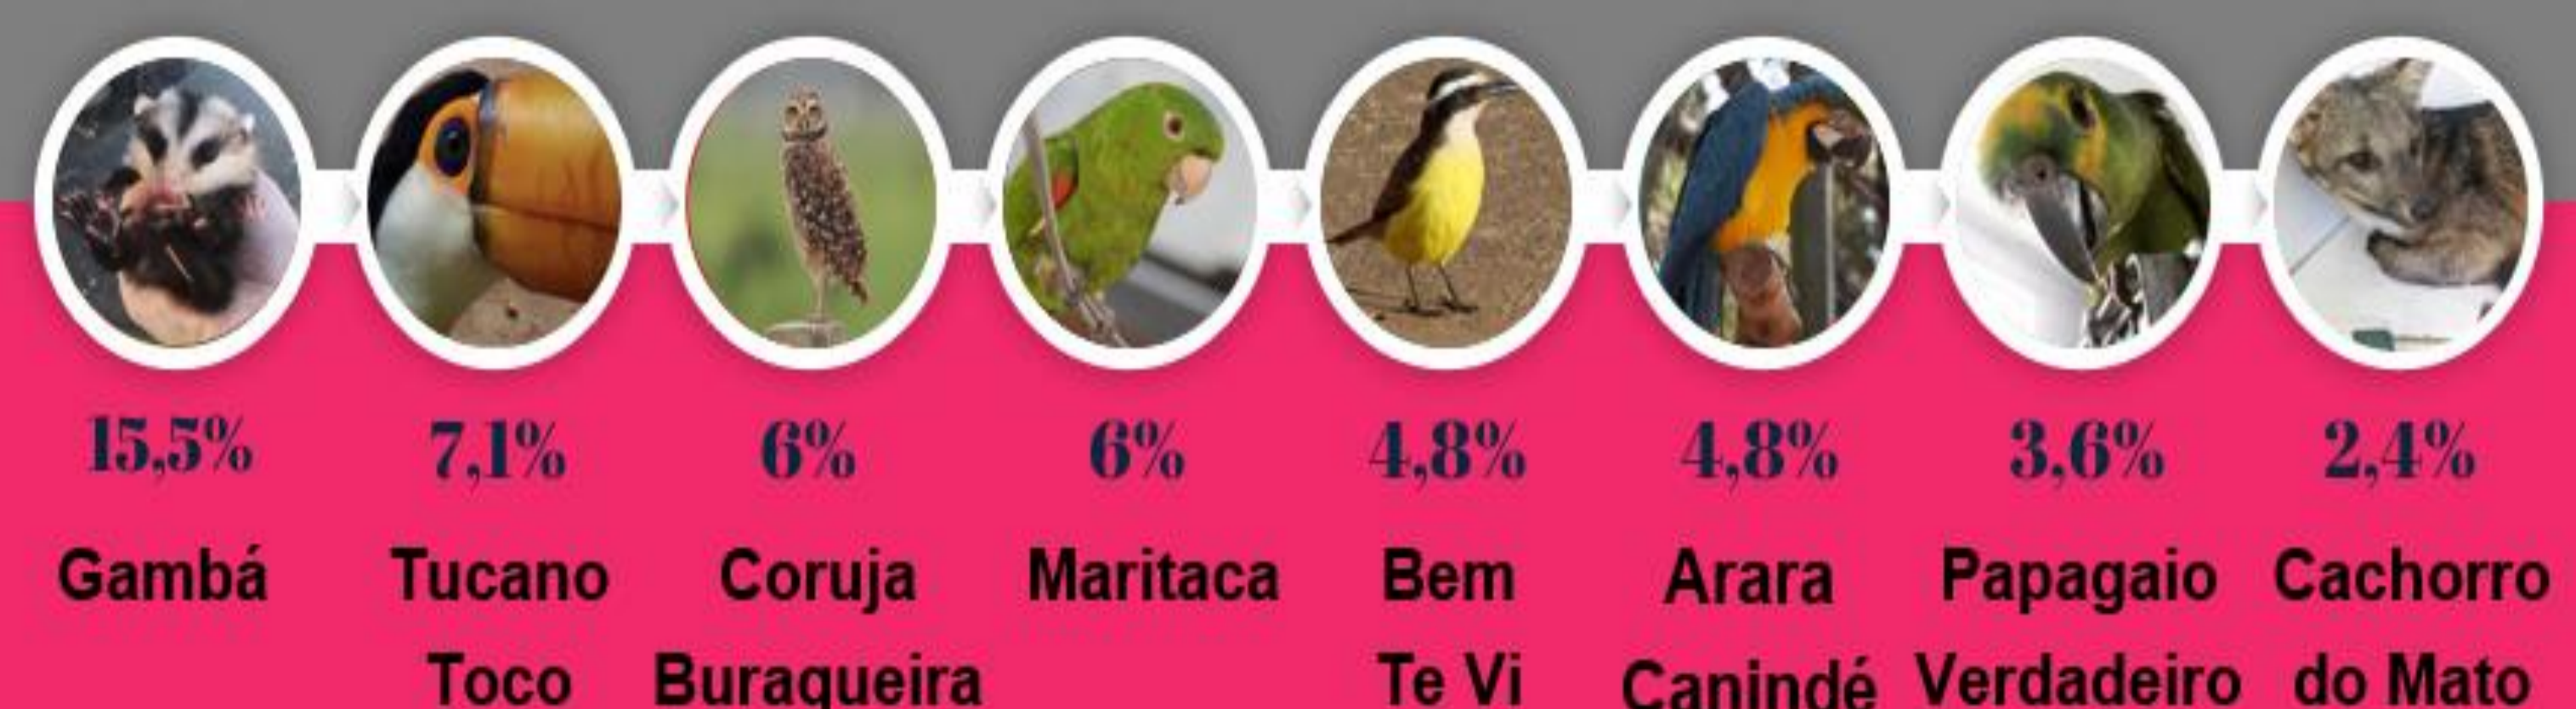 15,5% 7,1% 6% 6% 4,8% 4,8% 3,6% 2,4%
Gambá Tucano Coruja Maritaca Bem Arara Papagaio Cachorro
Toco Buraqueira Te Vi Canindé Verdadeiro do Mato